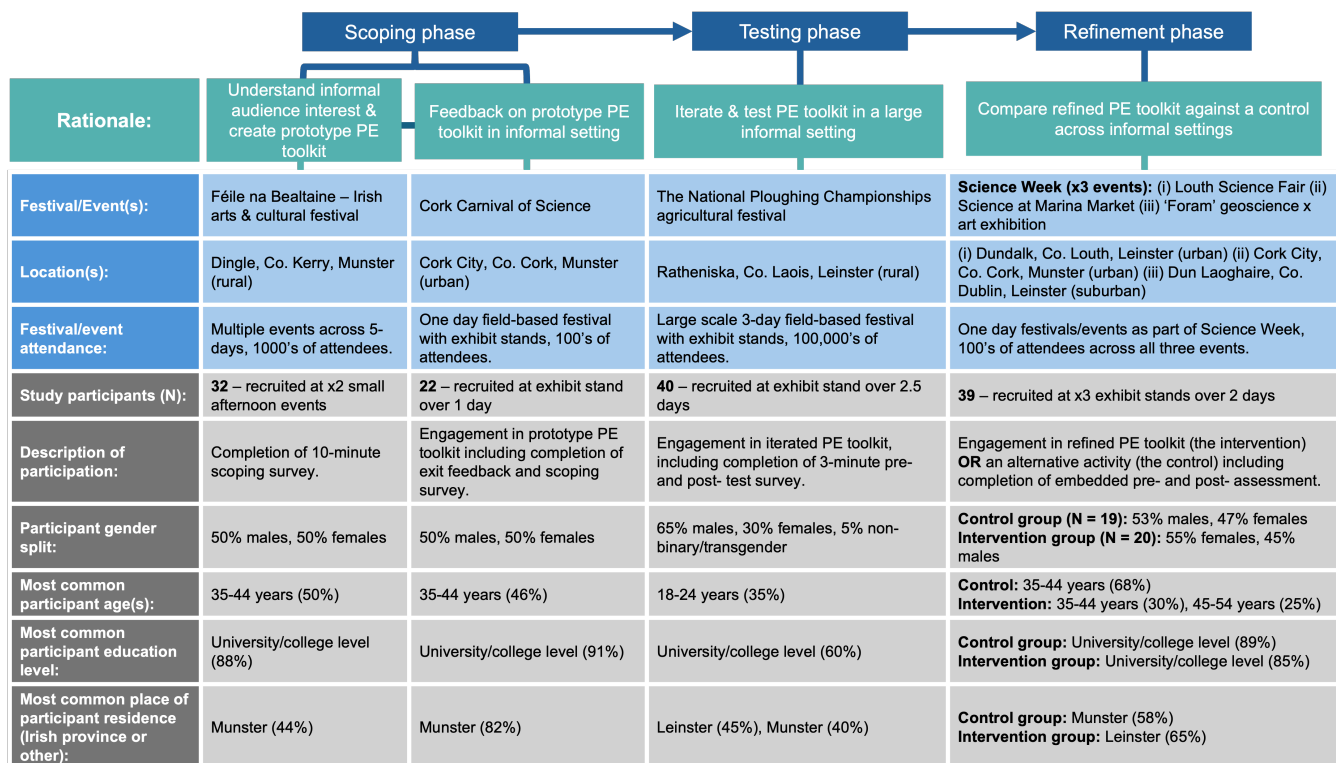 Scoping phase
Testing phase
Refinement phase
Rationale:
Understand informal
audience interest &
create prototype PE
toolkit
Feedback on prototype PE
toolkit in informal setting
Iterate & test PE toolkit in a large
informal setting
Compare refined PE toolkit against a control
across informal settings
Festival/Event(s):
Féile na Bealtaine – Irish
arts & cultural festival
Cork Carnival of Science
The National Ploughing Championships
agricultural festival
Science Week (x3 events): (i) Louth Science Fair (ii)
Science at Marina Market (iii) ‘Foram’ geoscience x
art exhibition
Location(s):
Dingle, Co. Kerry, Munster
(rural)
Cork City, Co. Cork, Munster
(urban)
Ratheniska, Co. Laois, Leinster (rural)
(i) Dundalk, Co. Louth, Leinster (urban) (ii) Cork City,
Co. Cork, Munster (urban) (iii) Dun Laoghaire, Co.
Dublin, Leinster (suburban)
Festival/event
attendance:
Multiple events across 5-
days, 1000’s of attendees.
One day field-based festival
with exhibit stands, 100’s of
attendees.
Large scale 3-day field-based festival
with exhibit stands, 100,000’s of
attendees.
One day festivals/events as part of Science Week,
100’s of attendees across all three events.
Study participants (N):
32 – recruited at x2 small
afternoon events
22 – recruited at exhibit stand
over 1 day
40 – recruited at exhibit stand over 2.5
days
39 – recruited at x3 exhibit stands over 2 days
Description of
participation:
Completion of 10-minute
scoping survey.
Engagement in prototype PE
toolkit including completion of
exit feedback and scoping
survey.
Engagement in iterated PE toolkit,
including completion of 3-minute pre-
and post- test survey.
Engagement in refined PE toolkit (the intervention)
OR an alternative activity (the control) including
completion of embedded pre- and post- assessment.
Participant gender
split:
50% males, 50% females
50% males, 50% females
65% males, 30% females, 5% non-
binary/transgender
Control group (N = 19): 53% males, 47% females
Intervention group (N = 20): 55% females, 45%
males
Most common
participant age(s):
35-44 years (50%)
35-44 years (46%)
18-24 years (35%)
Control: 35-44 years (68%)
Intervention: 35-44 years (30%), 45-54 years (25%)
Most common
participant education
level:
University/college level
(88%)
University/college level (91%)
University/college level (60%)
Control group: University/college level (89%)
Intervention group: University/college level (85%)
Most common place of
participant residence
(Irish province or
other):
Munster (44%)
Munster (82%)
Leinster (45%), Munster (40%)
Control group: Munster (58%)
Intervention group: Leinster (65%)